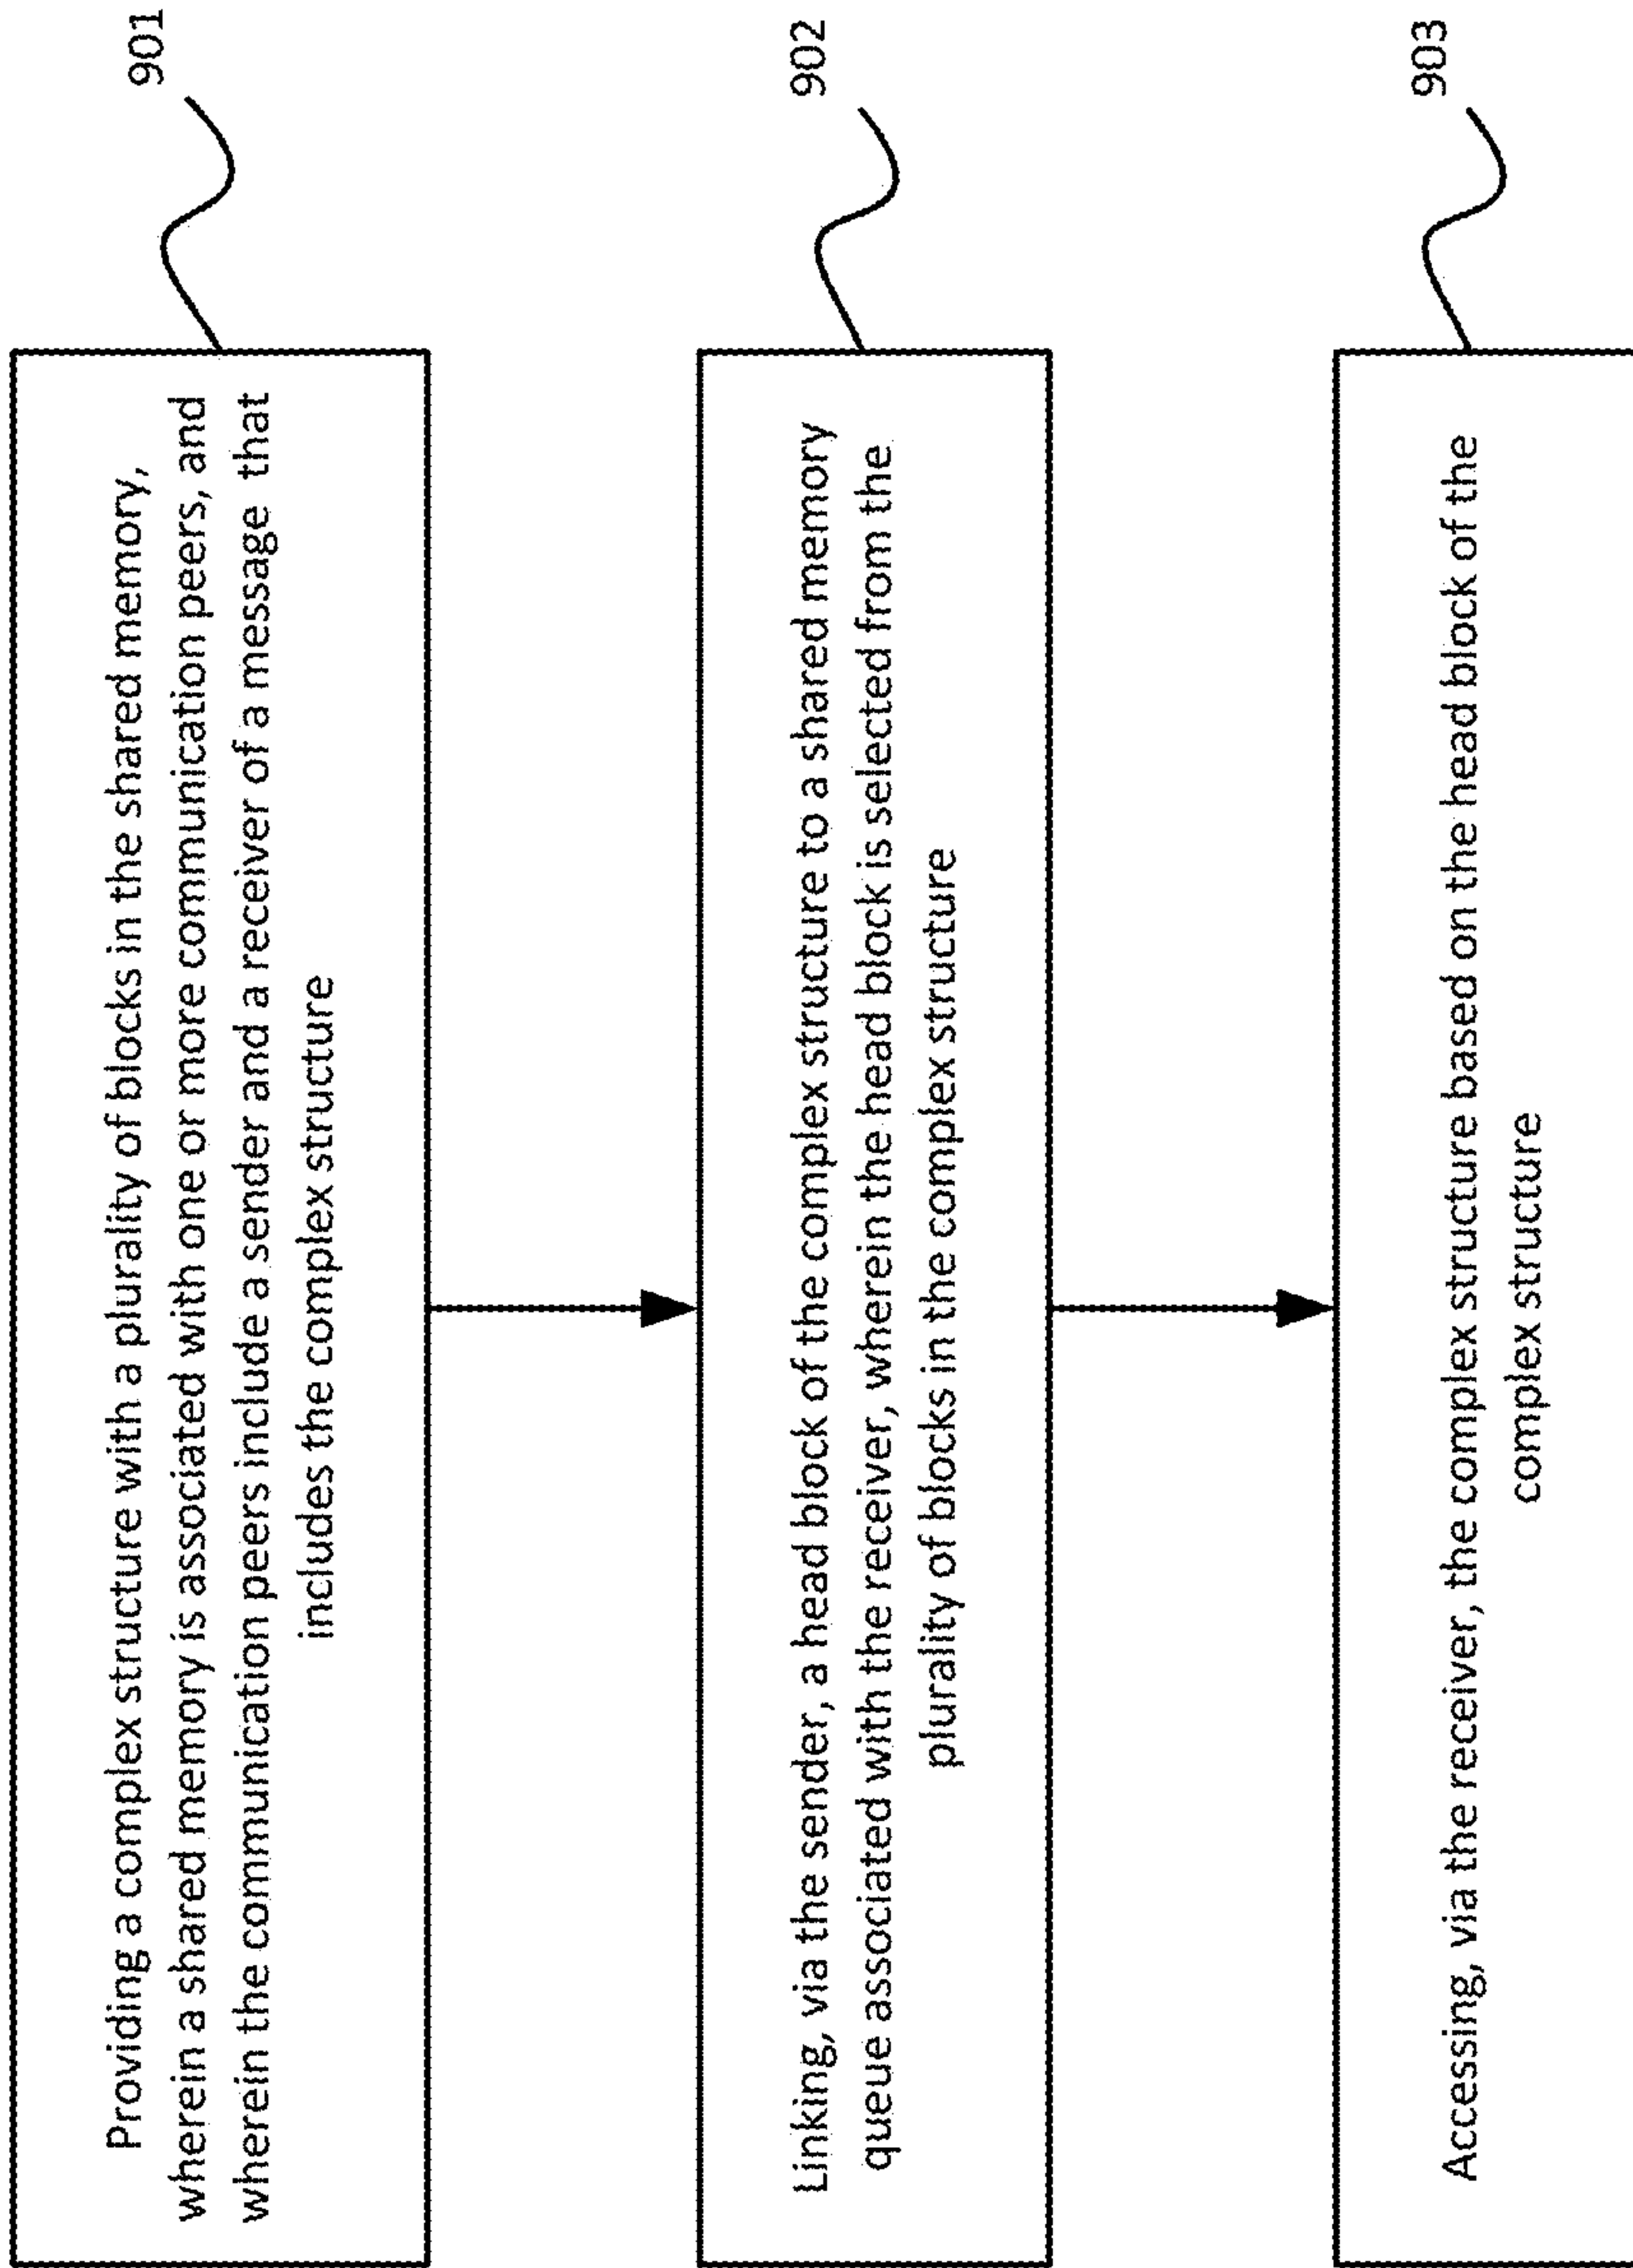 Providing a complex structure with a plurality of blocks in the shared memory,
wherein a shared memory is associated with one or more communication peers, and
wherein the communication peers include a sender and a receiver of a message that
includes the complex structure
901
Linking, via the sender, a head block of the complex structure to a shared memory
queue associated with the receiver, wherein the head block is selected from the
plurality of blocks in the complex structure
902
Accessing, via the receiver, the complex structure based on the head block of the
complex structure
903